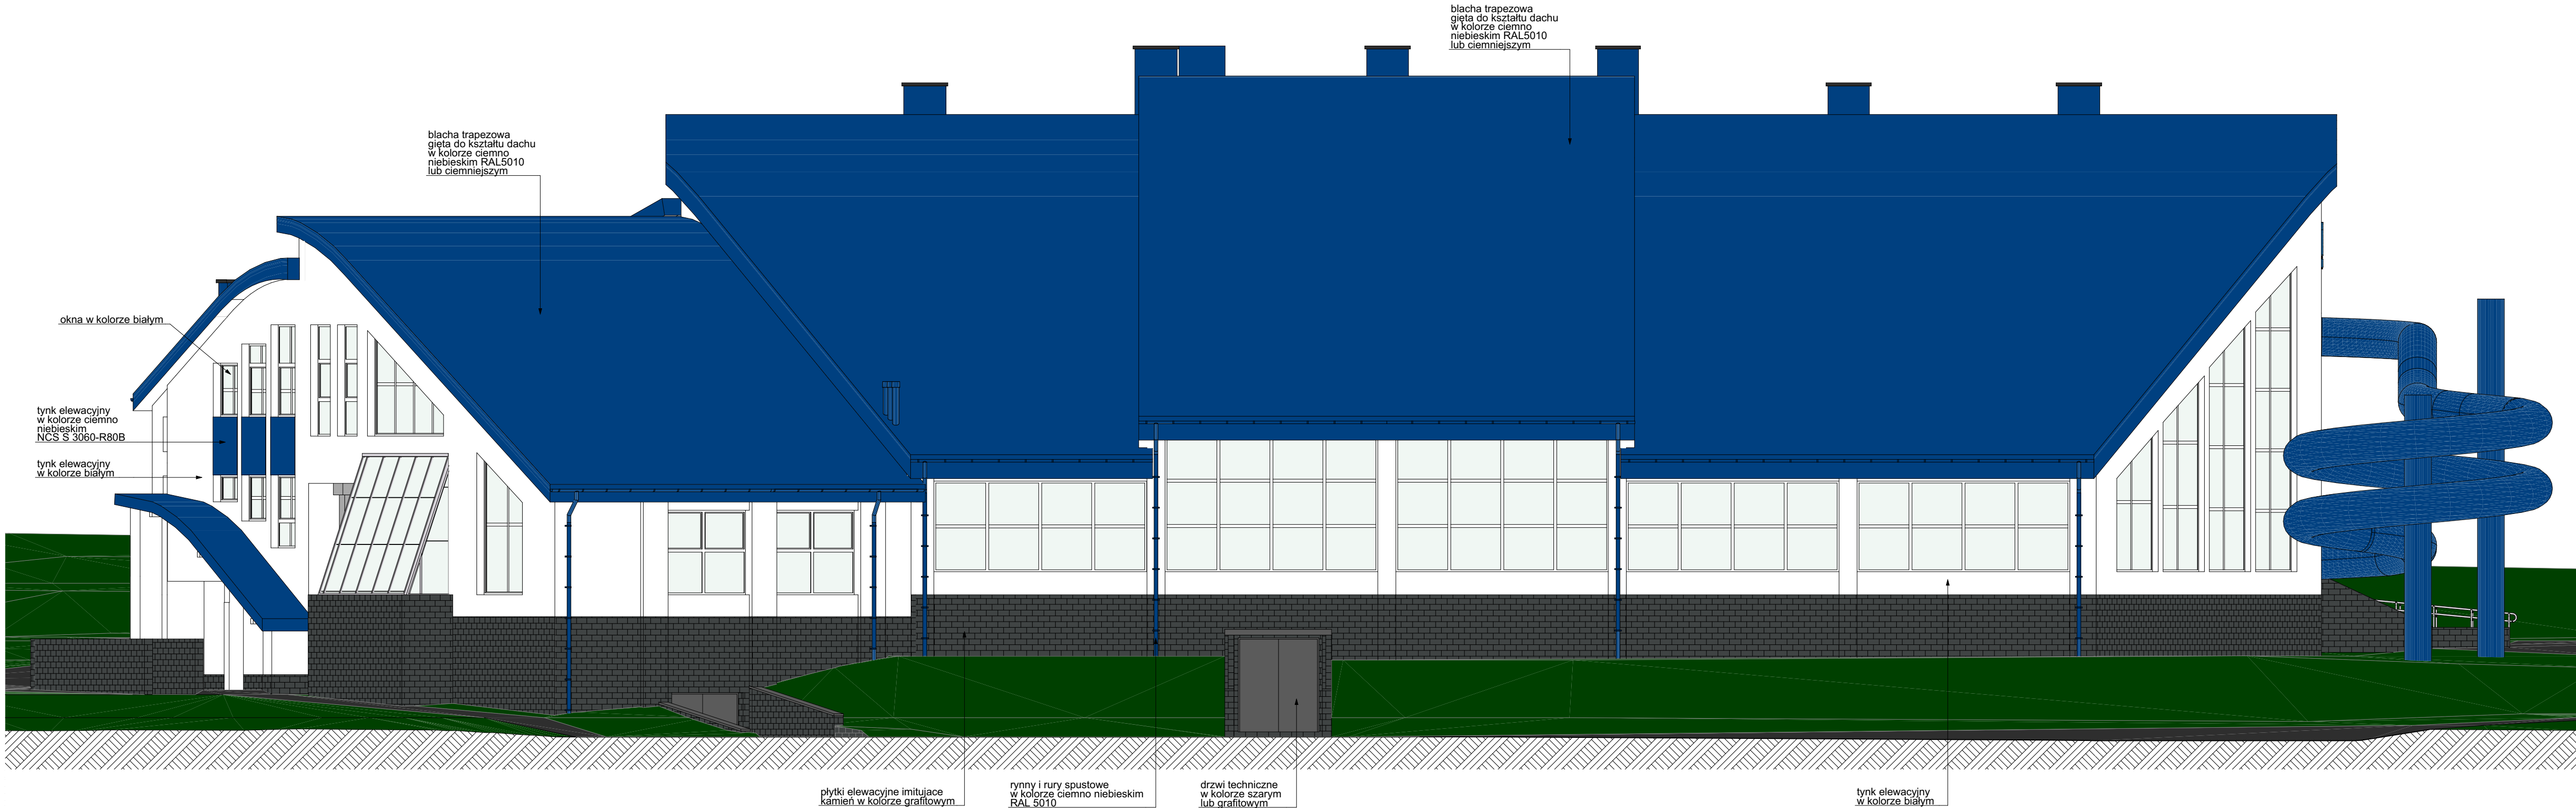 blacha trapezowa
gięta do kształtu dachu
w kolorze ciemno
niebieskim RAL5010
lub ciemniejszym
blacha trapezowa
gięta do kształtu dachu
w kolorze ciemno
niebieskim RAL5010
lub ciemniejszym
okna w kolorze białym
tynk elewacyjny
w kolorze ciemno
niebieskim
NCS S 3060-R80B
tynk elewacyjny
w kolorze białym
płytki elewacyjne imitujace
kamień w kolorze grafitowym
rynny i rury spustowe
w kolorze ciemno niebieskim
RAL 5010
drzwi techniczne
w kolorze szarym
lub grafitowym
tynk elewacyjny
w kolorze białym